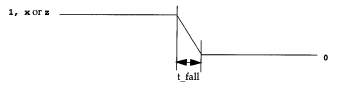 1, x or z
0
t_fall